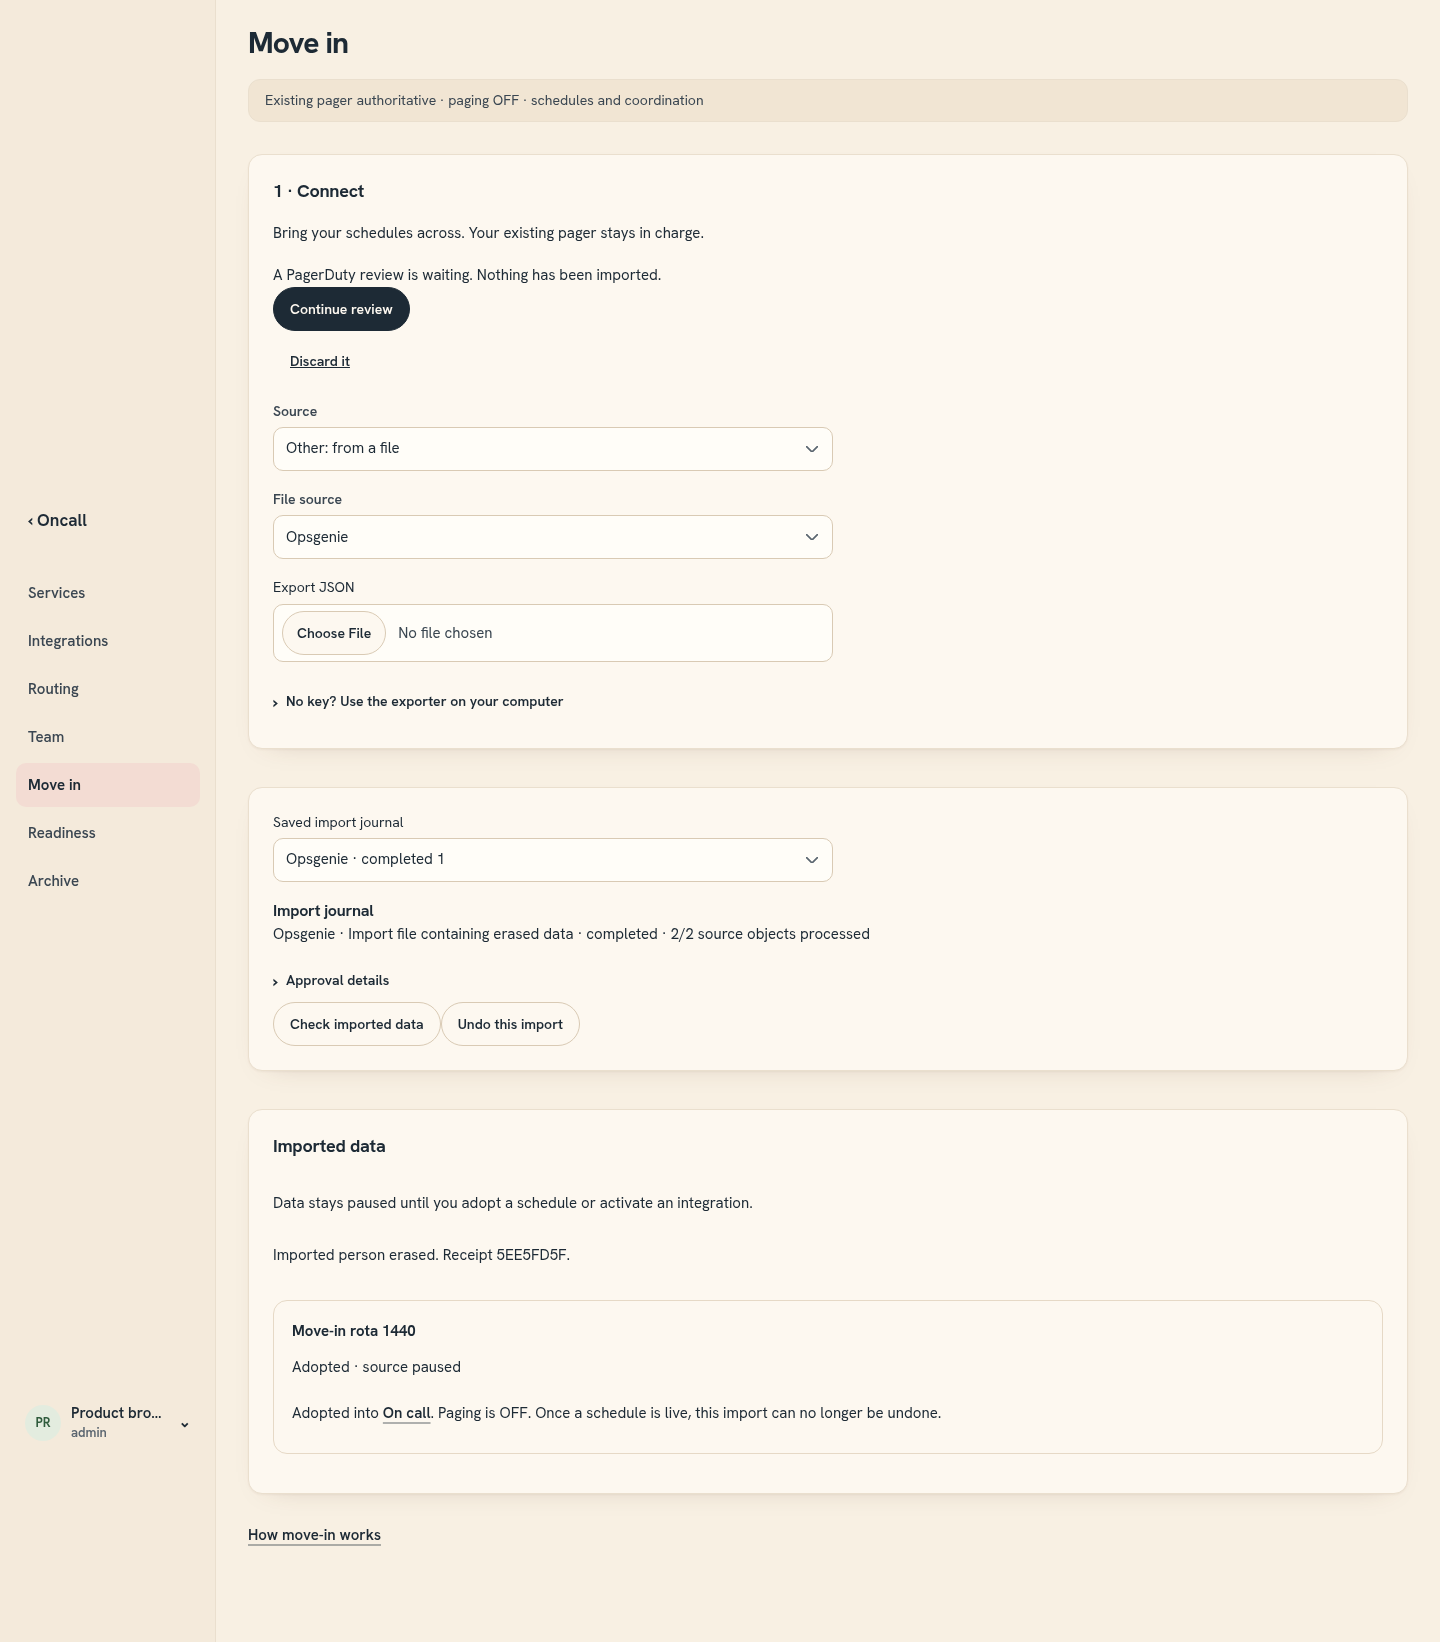 ‹ Oncall
Services
Integrations
Routing
Team
Move in
Readiness
Archive
PR
Product bro...
admin
Move in
Existing pager authoritative · paging OFF · schedules and coordination
1 · Connect
Bring your schedules across. Your existing pager stays in charge.
A PagerDuty review is waiting. Nothing has been imported.
Continue review
Discard it
Source
Other: from a file
File source
Opsgenie
Export JSON
Choose File No file chosen
› No key? Use the exporter on your computer
Saved import journal
Opsgenie · completed 1
Import journal
Opsgenie · Import file containing erased data · completed · 2/2 source objects processed
› Approval details
Check imported data Undo this import
Imported data
Data stays paused until you adopt a schedule or activate an integration.
Imported person erased. Receipt 5EE5FD5F.
Move-in rota 1440
Adopted · source paused
Adopted into On call. Paging is OFF. Once a schedule is live, this import can no longer be undone.
How move-in works